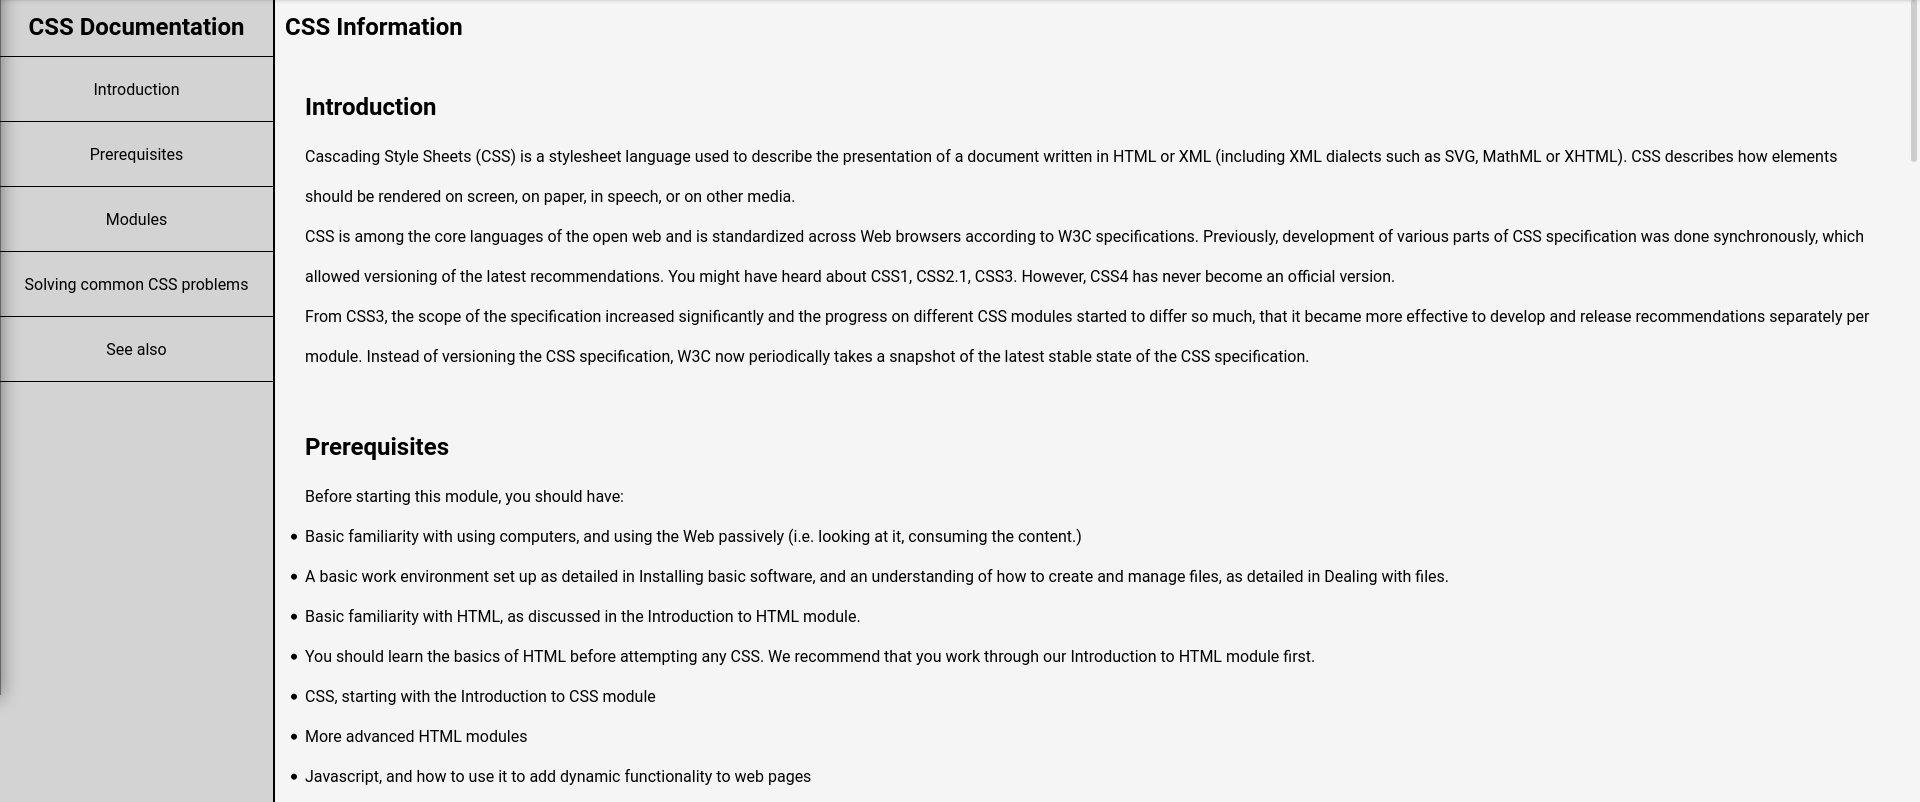 CSS Documentation
Introduction
Prerequisites
Modules
Solving common CSS problems
See also
CSS Information
Introduction
Cascading Style Sheets (CSS) is a stylesheet language used to describe the presentation of a document written in HTML or XML (including XML dialects such as SVG, MathML or XHTML). CSS describes how elements
should be rendered on screen, on paper, in speech, or on other media.
CSS is among the core languages of the open web and is standardized across Web browsers according to W3C specifications. Previously, development of various parts of CSS specification was done synchronously, which
allowed versioning of the latest recommendations. You might have heard about CSS1, CSS2.1, CSS3. However, CSS4 has never become an official version.
From CSS3, the scope of the specification increased significantly and the progress on different CSS modules started to differ so much, that it became more effective to develop and release recommendations separately per
module. Instead of versioning the CSS specification, W3C now periodically takes a snapshot of the latest stable state of the CSS specification.
Prerequisites
Before starting this module, you should have:
• Basic familiarity with using computers, and using the Web passively (i.e. looking at it, consuming the content.)
• A basic work environment set up as detailed in Installing basic software, and an understanding of how to create and manage files, as detailed in Dealing with files.
• Basic familiarity with HTML, as discussed in the Introduction to HTML module.
• You should learn the basics of HTML before attempting any CSS. We recommend that you work through our Introduction to HTML module first.
• CSS, starting with the Introduction to CSS module
• More advanced HTML modules
• Javascript, and how to use it to add dynamic functionality to web pages